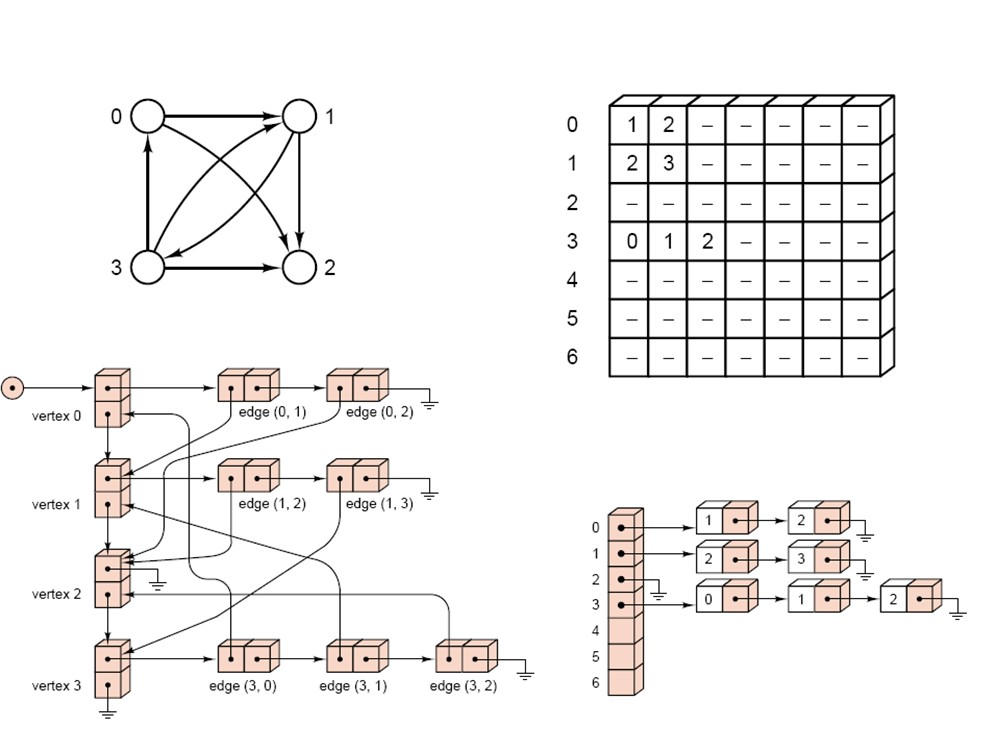 0 1
3 2
0 1 2 – – – – –
1 2 3 – – – – –
2 – – – – – – –
3 0 1 2 – – – –
4 – – – – – – –
5 – – – – – – –
6 – – – – – – –
vertex 0
edge (0, 1) edge (0, 2)
vertex 1
edge (1, 2) edge (1, 3)
vertex 2
vertex 3
edge (3, 0) edge (3, 1) edge (3, 2)
0 1 2
1 2 3
2
3 0 1 2
4
5
6